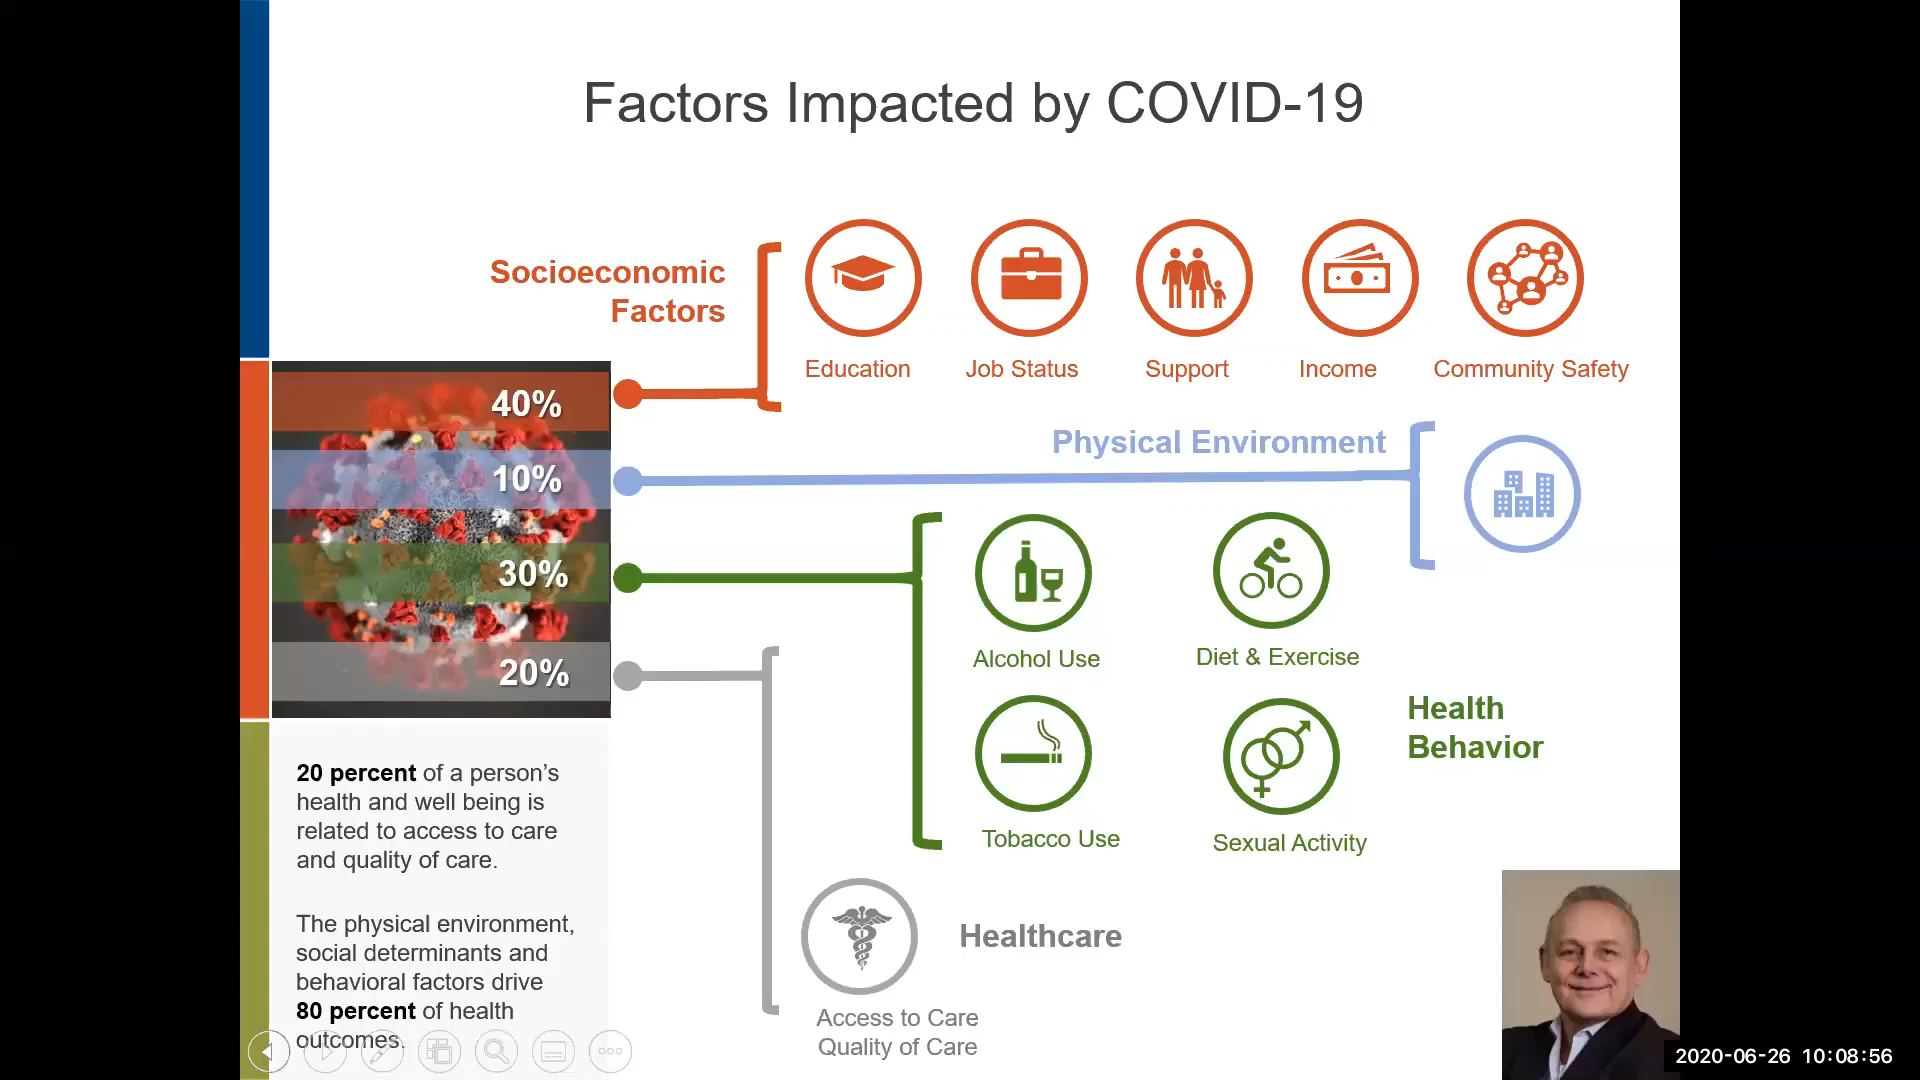 Factors Impacted by COVID-19
Socioeconomic
Factors
Education
Job Status
Support
Income
Community Safety
40%
Physical Environment
10%
30%
Alcohol Use
Diet & Exercise
20%
Health
Behavior
Tobacco Use
Sexual Activity
20 percent of a person's
health and well being is
related to access to care
and quality of care.
The physical environment,
social determinants and
behavioral factors drive
80 percent of health
outcomes.
Healthcare
Access to Care
Quality of Care
2020-06-26 10:08:56